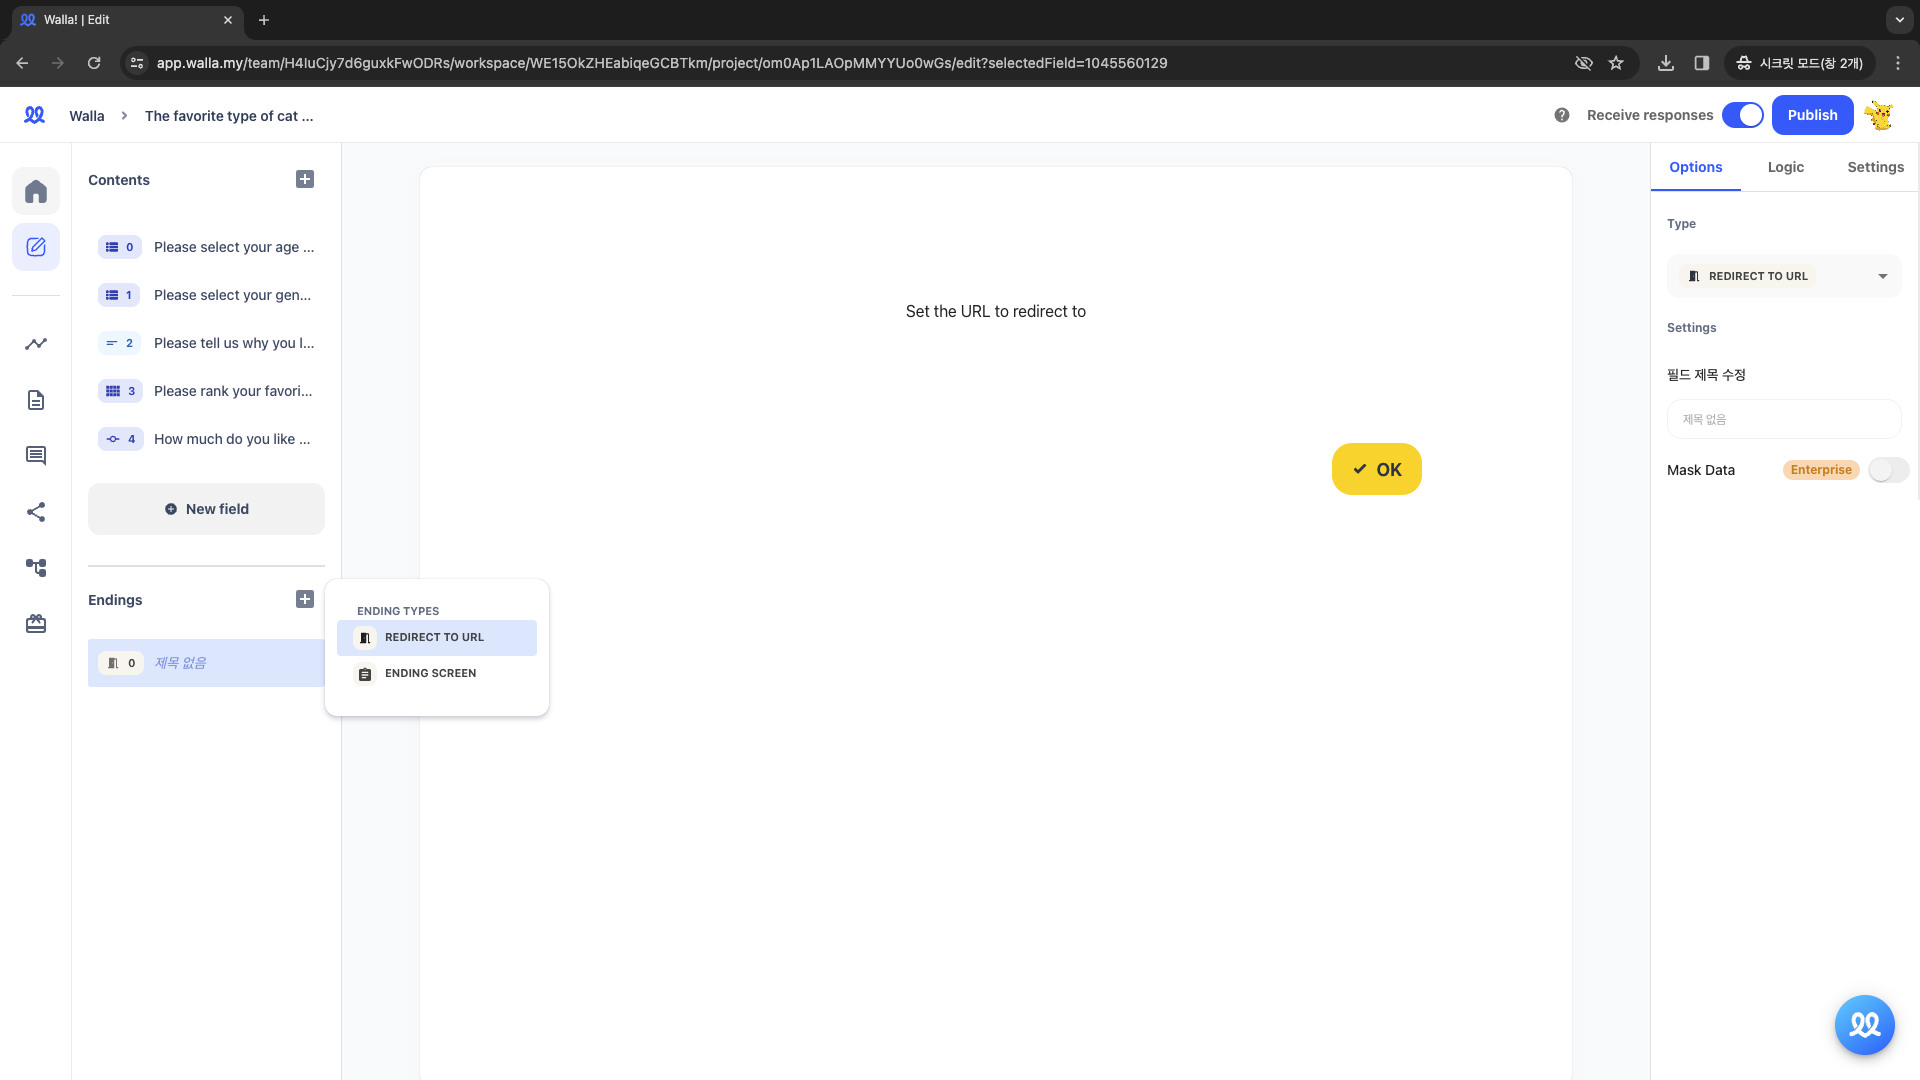 Walla! | Edit
app.walla.my/team/H4IuCjy7d6guxkFwODRs/workspace/WE15OkZHEabiqeGCBTkm/project/om0Ap1LAOpMMYYUo0wGs/edit?selectedField=1045560129
시크릿 모드(창 2개)
Walla
The favorite type of cat ...
Receive responses
Publish
Contents
0 Please select your age ...
1 Please select your gen...
2 Please tell us why you l...
3 Please rank your favori...
4 How much do you like ...
New field
Endings
0 제목 없음
ENDING TYPES
REDIRECT TO URL
ENDING SCREEN
Set the URL to redirect to
OK
Options
Logic
Settings
Type
REDIRECT TO URL
Settings
필드 제목 수정
제목 없음
Mask Data
Enterprise